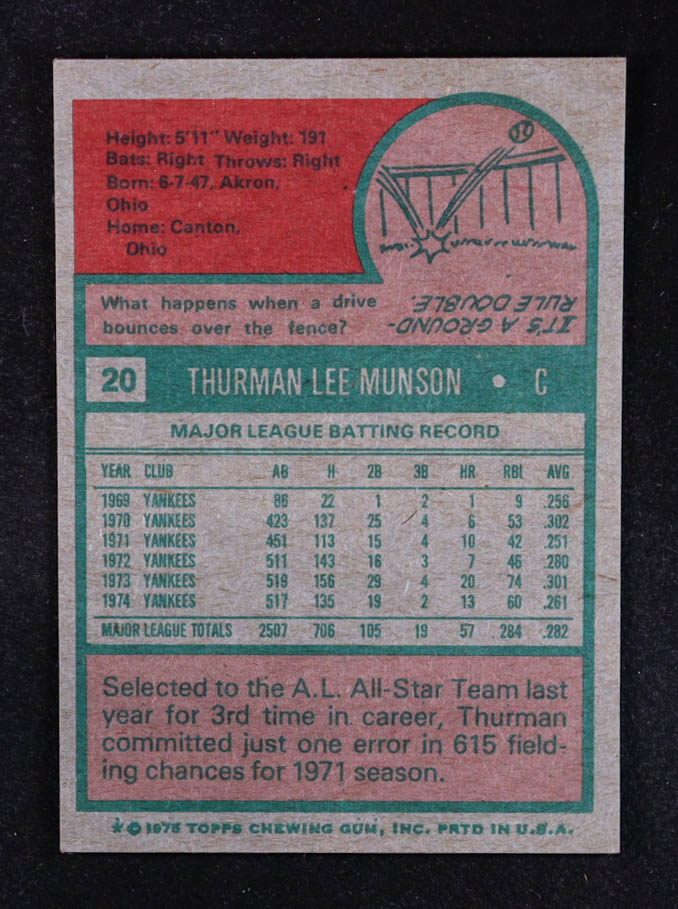 Height: 5'11" Weight: 191
Bats: Right Throws: Right
Born: 6-7-47, Akron,
Ohio
Home: Canton,
Ohio
What happens when a drive
bounces over the fence?
IT'S A GROUND-
RULE DOUBLE.
20 THURMAN LEE MUNSON • C
MAJOR LEAGUE BATTING RECORD
YEAR CLUB AB H 2B 3B HR RBI AVG
1969 YANKEES 86 22 1 2 1 9 .256
1970 YANKEES 423 137 25 4 6 53 .302
1971 YANKEES 451 113 15 4 10 42 .251
1972 YANKEES 511 143 16 3 7 46 .280
1973 YANKEES 519 156 29 4 20 74 .301
1974 YANKEES 517 135 19 2 13 60 .261
MAJOR LEAGUE TOTALS 2507 706 105 19 57 284 .282
Selected to the A.L. All-Star Team last
year for 3rd time in career, Thurman
committed just one error in 615 field-
ing chances for 1971 season.
* © 1975 TOPPS CHEWING GUM, INC. PRTD IN U.S.A.